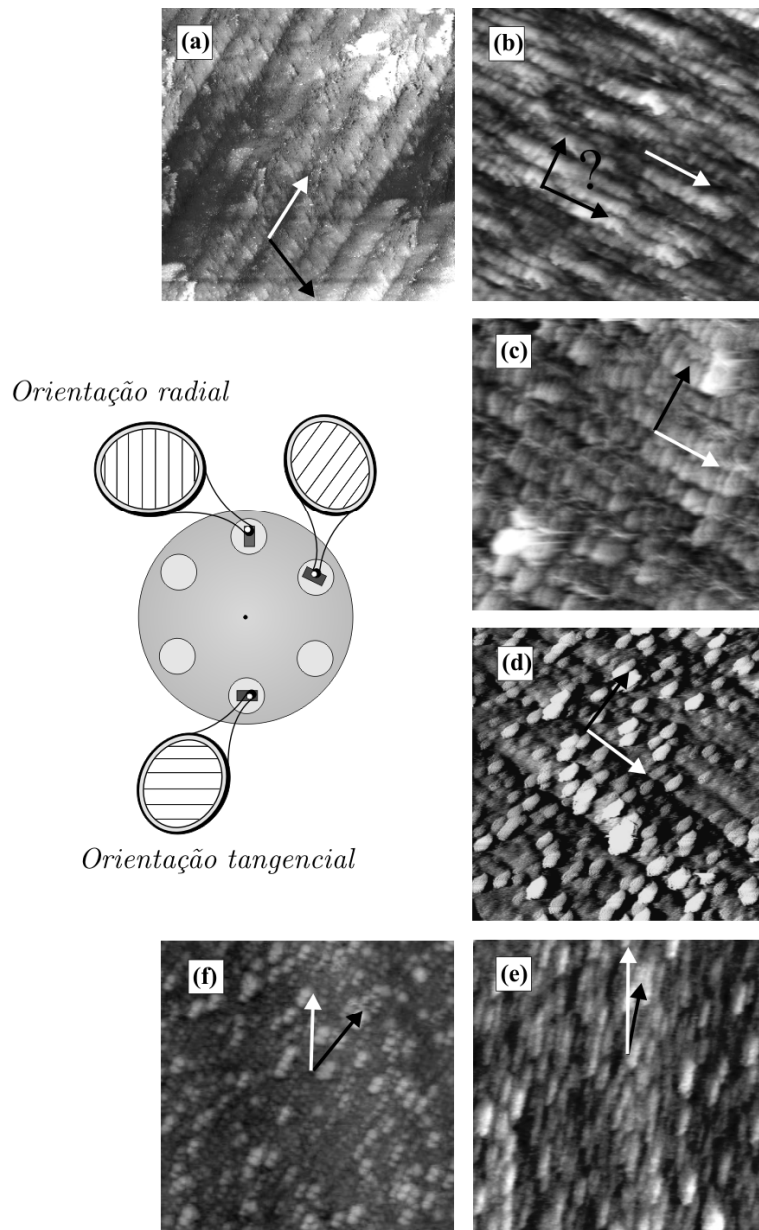 (a)
(b)
?
(c)
Orientação radial
(d)
Orientação tangencial
(f)
(e)